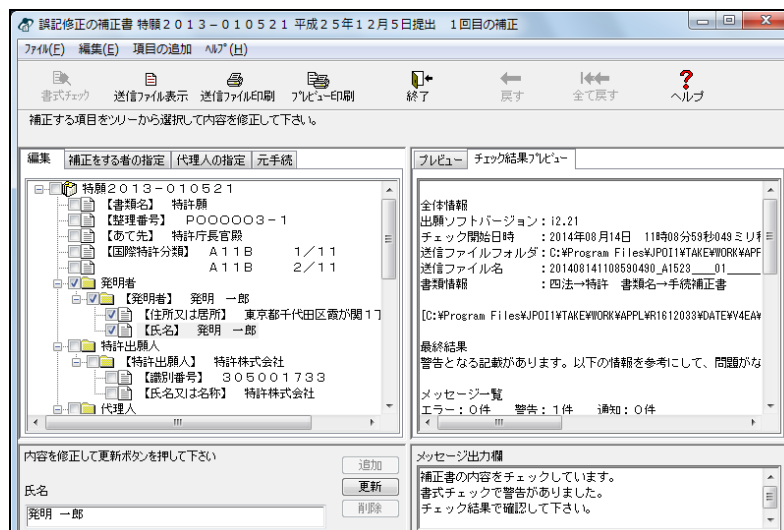 誤記修正の補正書 特願2013-010521 平成25年12月5日提出 1回目の補正
ファイル(F) 編集(E) 項目の追加 ヘルプ(H)
書式チェック 送信ファイル表示 送信ファイル印刷 プレビュー印刷 終了 戻す 全て戻す ヘルプ
補正する項目をツリーから選択して内容を修正して下さい。
編集 補正をする者の指定 代理人の指定 元手続
特願2013-010521
【書類名】 特許願
【整理番号】 P000003-1
【あて先】 特許庁長官殿
【国際特許分類】 A11B 1/11
A11B 2/11
発明者
【発明者】 発明 一郎
【住所又は居所】 東京都千代田区霞が関1丁
【氏名】 発明 一郎
特許出願人
【特許出願人】 特許株式会社
【識別番号】 305001733
【氏名又は名称】 特許株式会社
代理人
プレビュー チェック結果プレビュー
全体情報
出願ソフトバージョン:i2.21
チェック開始日時 :2014年08月14日 11時08分59秒049ミリ秒
送信ファイルフォルダ:C:¥Program Files¥JPOI1¥TAKE¥WORK¥APP
送信ファイル名 :201408141108590490_A1523____01____
書類情報 :四法→特許 書類名→手続補正書
[C:¥Program Files¥JPOI1¥TAKE¥WORK¥APPL¥R1612033¥DATE¥V4EA¥
最終結果
警告となる記載があります。以下の情報を参考にして、問題がな
メッセージ一覧
エラー:0件 警告:1件 通知:0件
内容を修正して更新ボタンを押して下さい
追加
更新
削除
氏名
発明 一郎
メッセージ出力欄
補正書の内容をチェックしています。
書式チェックで警告がありました。
チェック結果で確認して下さい。